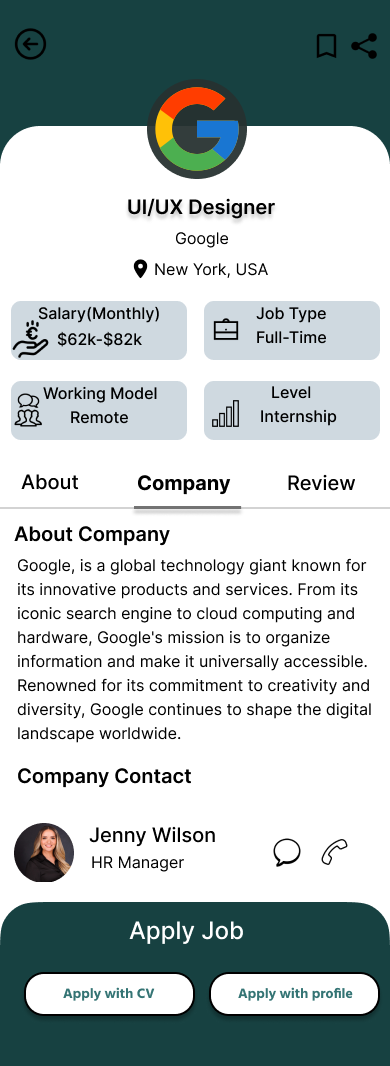 UI/UX Designer
Google
New York, USA
Salary(Monthly)
$62k-$82k
Job Type
Full-Time
Working Model
Remote
Level
Internship
About
Company
Review
About Company
Google, is a global technology giant known for
its innovative products and services. From its
iconic search engine to cloud computing and
hardware, Google's mission is to organize
information and make it universally accessible.
Renowned for its commitment to creativity and
diversity, Google continues to shape the digital
landscape worldwide.
Company Contact
Jenny Wilson
HR Manager
Apply Job
Apply with CV
Apply with profile